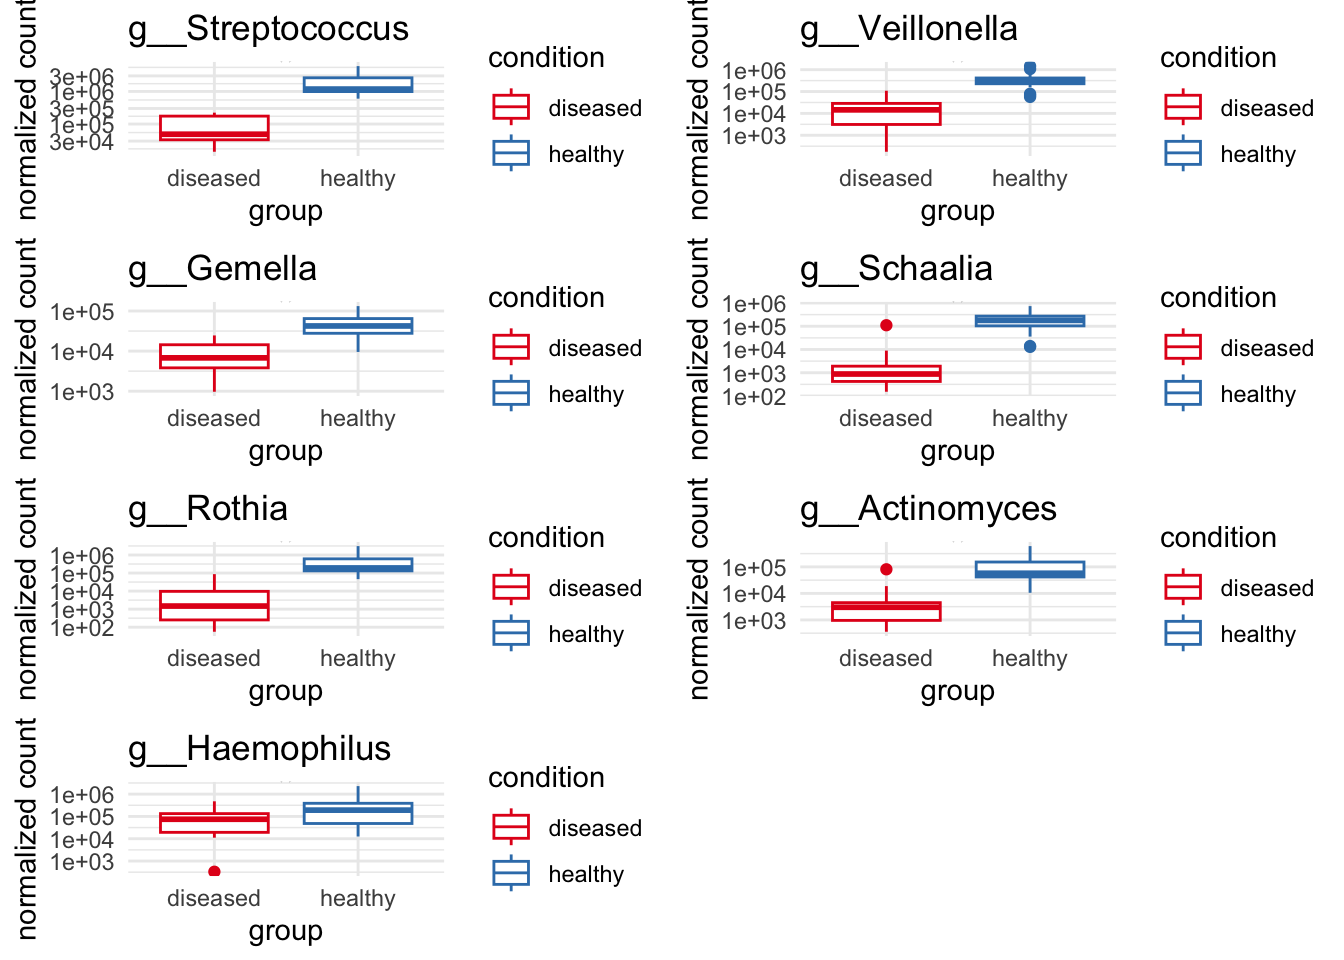 g__Streptococcus
normalized count
3e+06
1e+06
3e+05
1e+05
3e+04
diseased healthy
group
condition
diseased
healthy
g__Veillonella
normalized count
1e+06
1e+05
1e+04
1e+03
diseased healthy
group
condition
diseased
healthy
g__Gemella
normalized count
1e+05
1e+04
1e+03
diseased healthy
group
condition
diseased
healthy
g__Schaalia
normalized count
1e+06
1e+05
1e+04
1e+03
1e+02
diseased healthy
group
condition
diseased
healthy
g__Rothia
normalized count
1e+06
1e+05
1e+04
1e+03
1e+02
diseased healthy
group
condition
diseased
healthy
g__Actinomyces
normalized count
1e+05
1e+04
1e+03
diseased healthy
group
condition
diseased
healthy
g__Haemophilus
normalized count
1e+06
1e+05
1e+04
1e+03
diseased healthy
group
condition
diseased
healthy